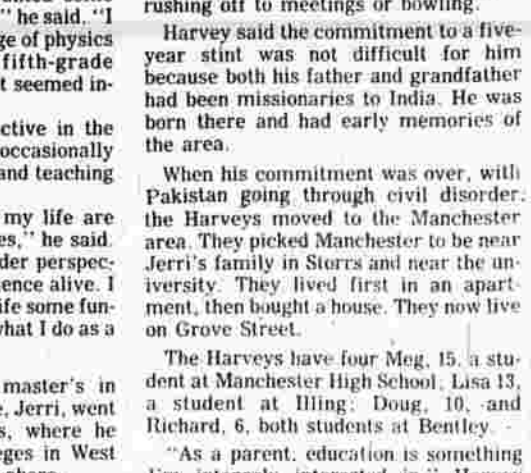 " he said. "I
ge of physics
fifth-grade
t seemed in-
ctive in the
occasionally
and teaching
my life are
es," he said.
der perspec-
ence alive. I
ife some fun-
what I do as a
master's in
e, Jerri, went
s, where he
eges in West
rushing off to meetings or bowling.
Harvey said the commitment to a five-
year stint was not difficult for him
because both his father and grandfather
had been missionaries to India. He was
born there and had early memories of
the area.
When his commitment was over, with
Pakistan going through civil disorder,
the Harveys moved to the Manchester
area. They picked Manchester to be near
Jerri's family in Storrs and near the un-
iversity. They lived first in an apart-
ment, then bought a house. They now live
on Grove Street.
The Harveys have four Meg, 15, a stu-
dent at Manchester High School, Lisa 13,
a student at Illing; Doug, 10, and
Richard, 6, both students at Bentley.
"As a parent, education is something